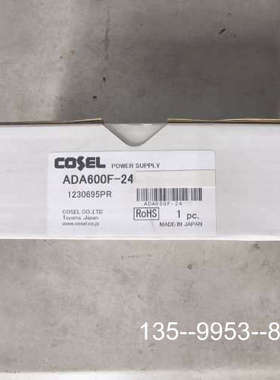 COSEL POWER SUPPLY
ADA600F-24
1230695PR
COSEL CO.,LTD
Toyama Japan
www.cosel.co.jp
RoHS
1 pc.
ADA600F-24
MADE IN JAPAN
135--9953--8